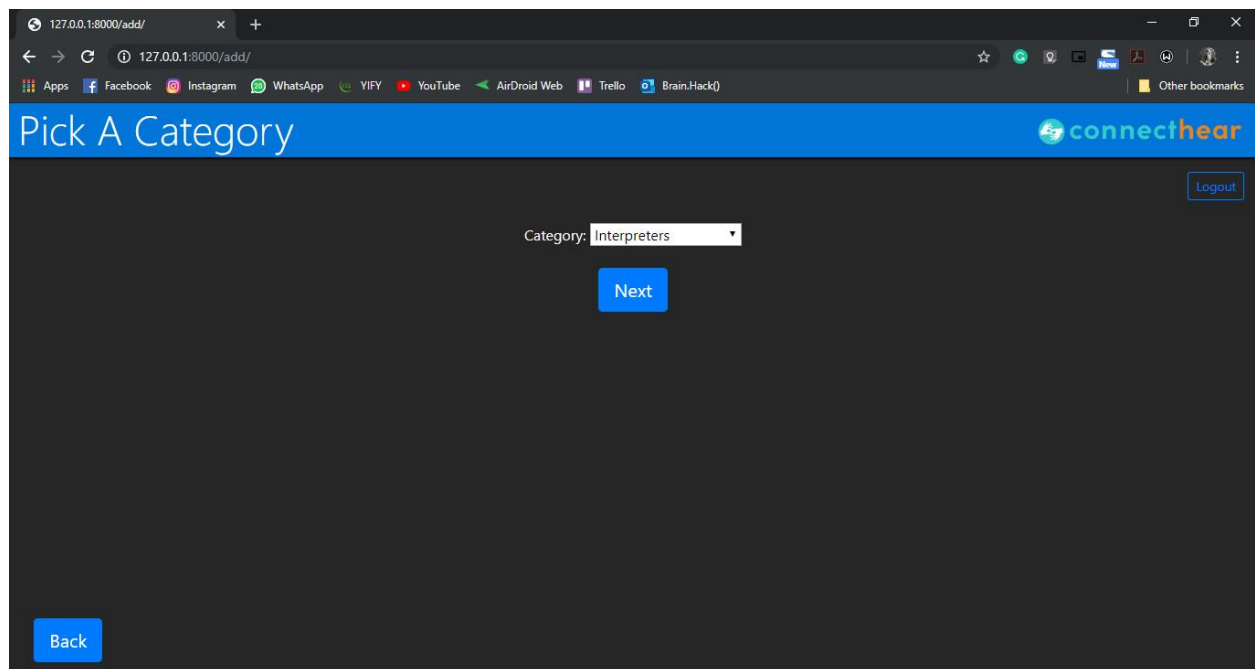 127.0.0.1:8000/add/
127.0.0.1:8000/add/
New
Apps Facebook Instagram WhatsApp YIFY YouTube AirDroid Web Trello Brain.Hack() Other bookmarks
Pick A Category connecthear
Logout
Category: Interpreters
Next
Back